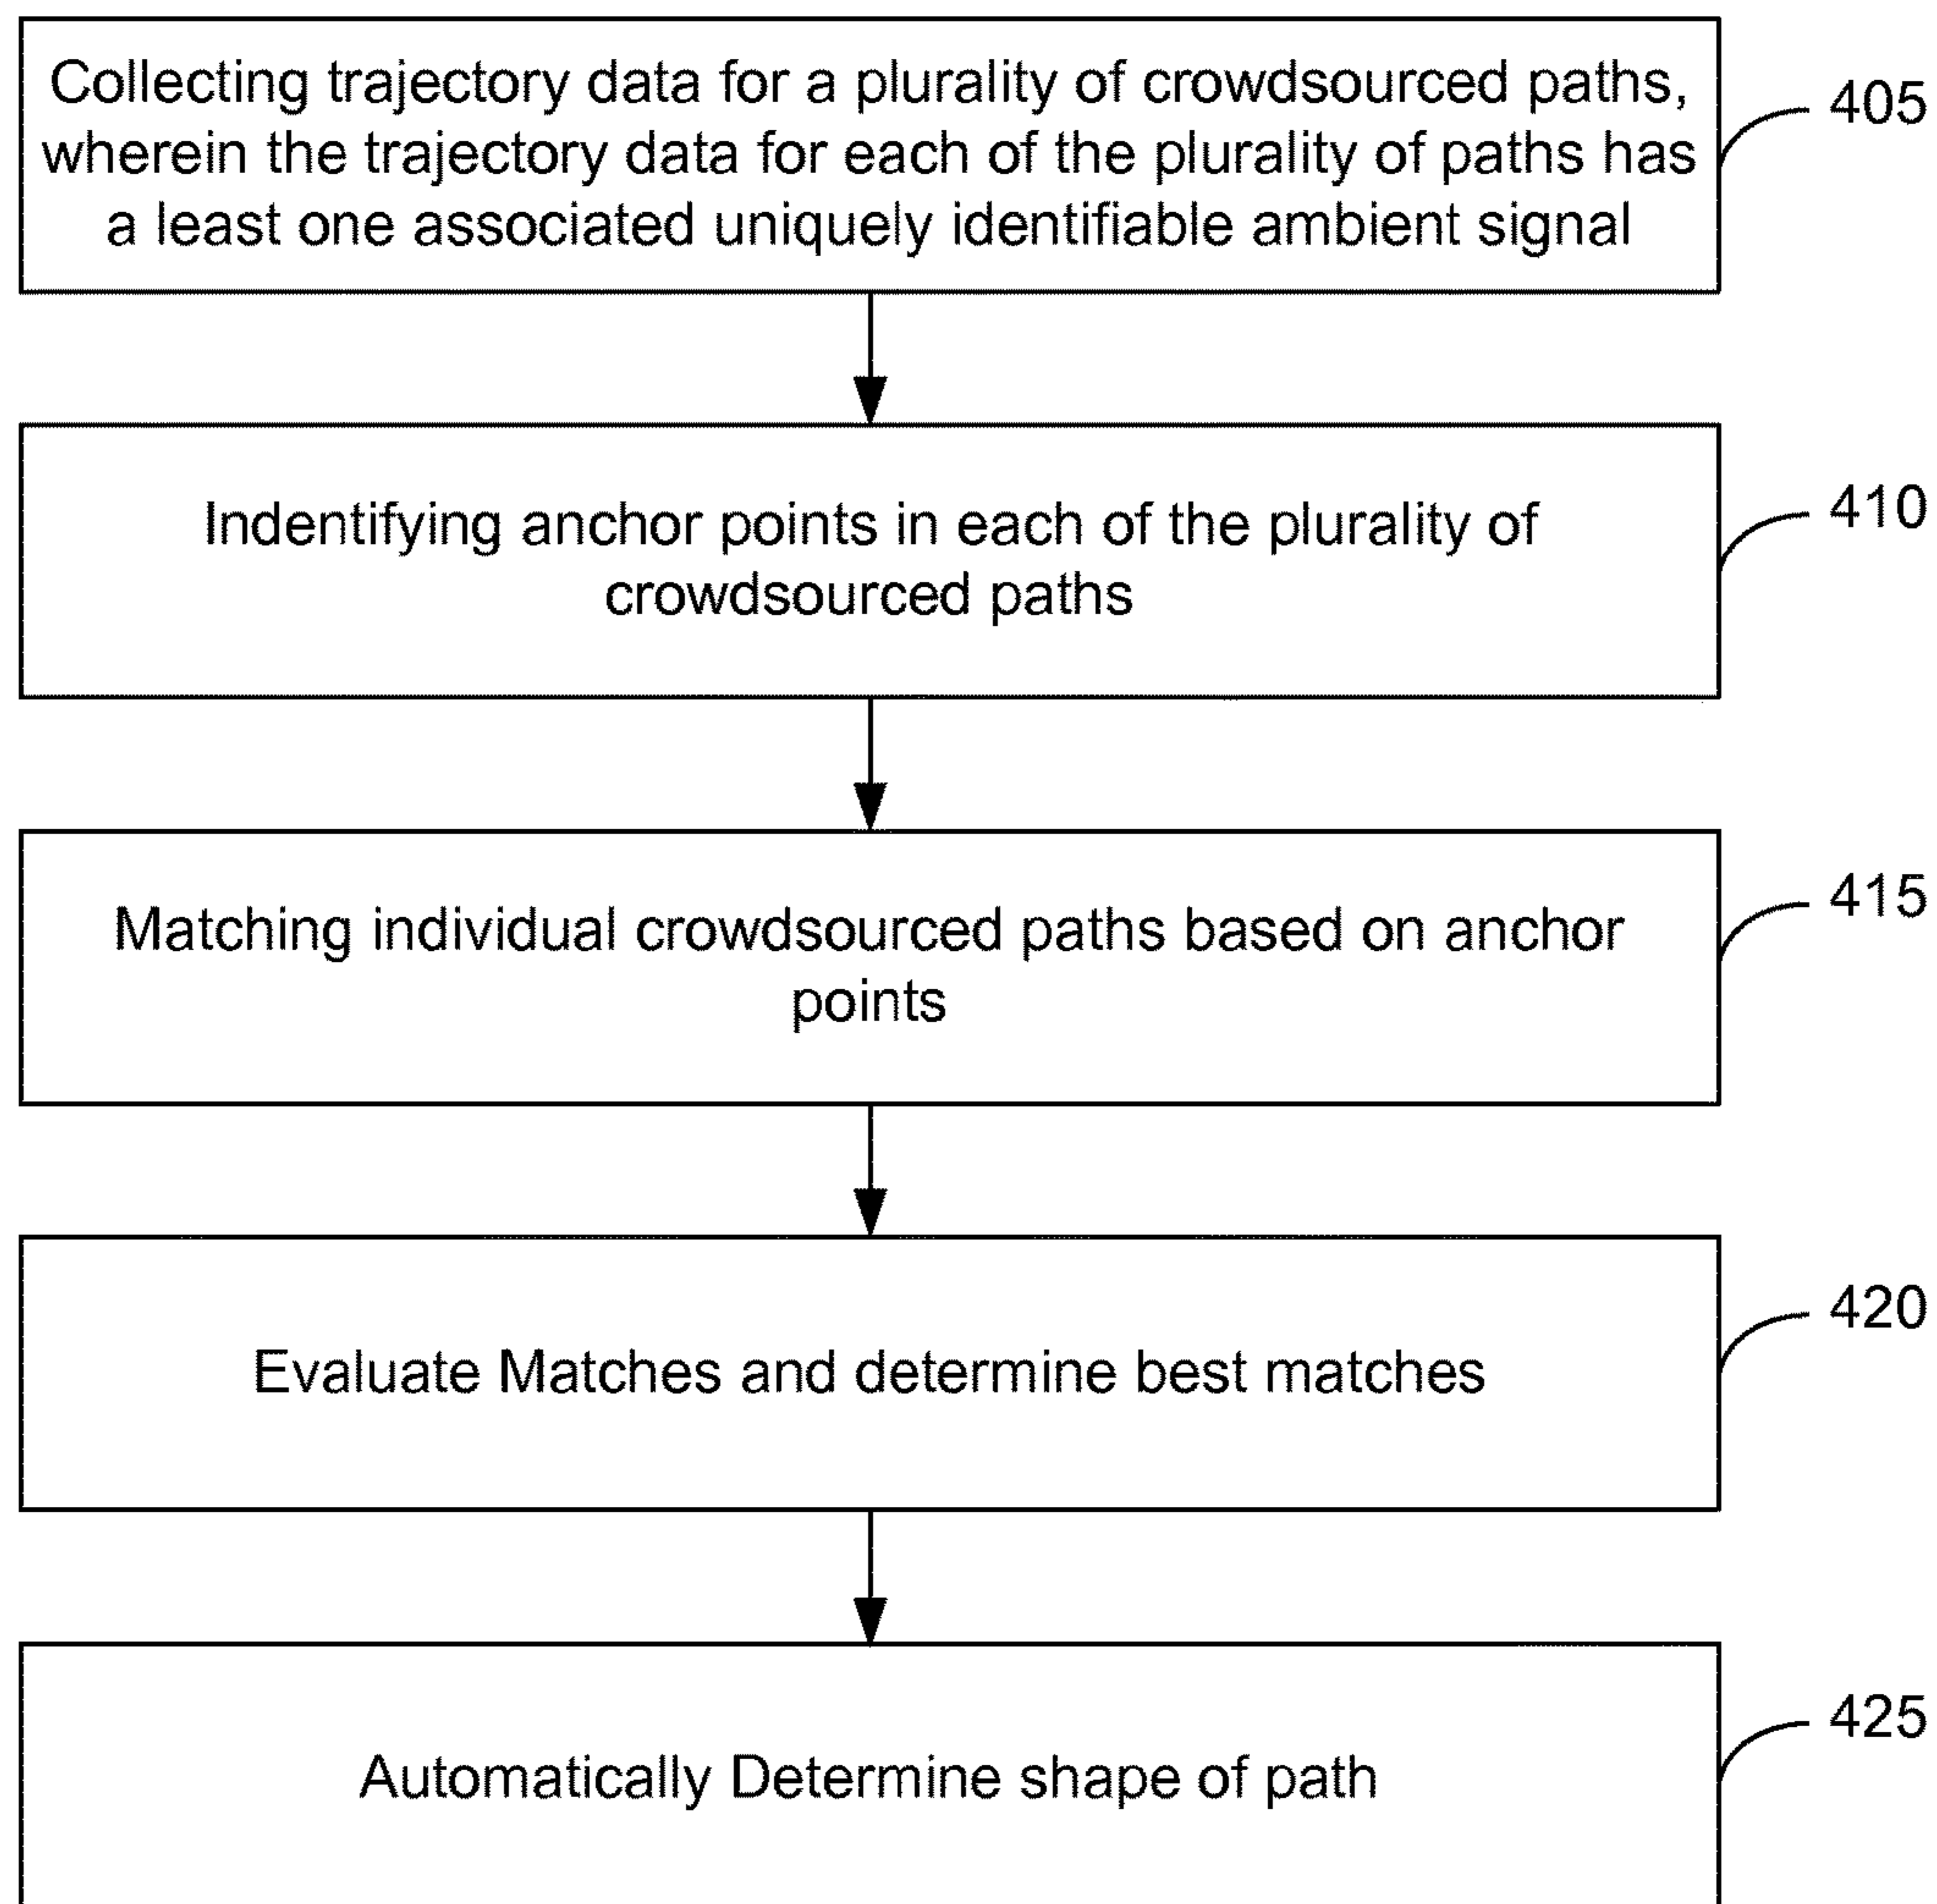 Collecting trajectory data for a plurality of crowdsourced paths,
wherein the trajectory data for each of the plurality of paths has
a least one associated uniquely identifiable ambient signal
405
Indentifying anchor points in each of the plurality of
crowdsourced paths
410
Matching individual crowdsourced paths based on anchor
points
415
Evaluate Matches and determine best matches
420
Automatically Determine shape of path
425